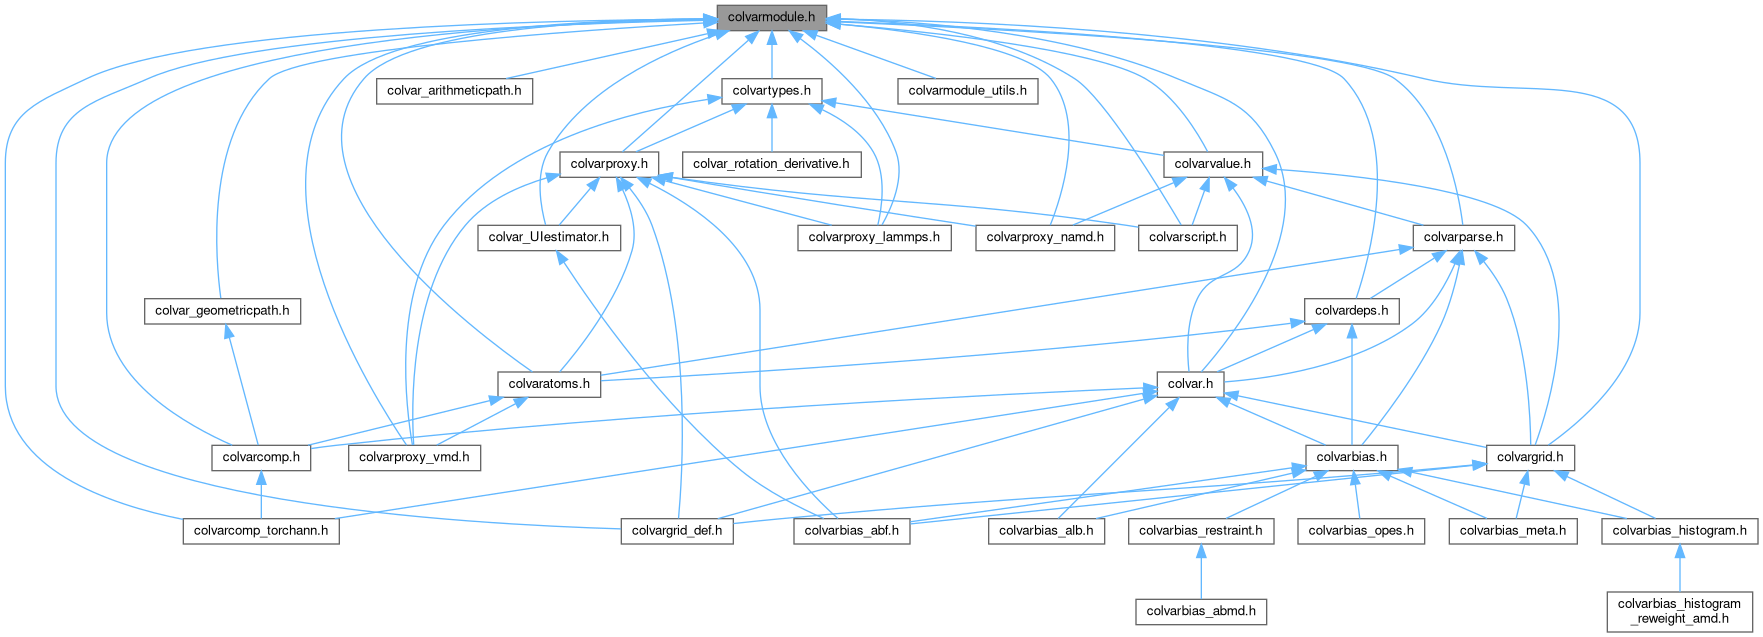 colvarmodule.h
colvar_arithmeticpath.h
colvartypes.h
colvarmodule_utils.h
colvarproxy.h
colvar_rotation_derivative.h
colvarvalue.h
colvar_UIestimator.h
colvarproxy_lammps.h
colvarproxy_namd.h
colvarscript.h
colvarparse.h
colvar_geometricpath.h
colvardeps.h
colvaratoms.h
colvar.h
colvarcomp.h
colvarproxy_vmd.h
colvarbias.h
colvargrid.h
colvarcomp_torchann.h
colvargrid_def.h
colvarbias_abf.h
colvarbias_alb.h
colvarbias_restraint.h
colvarbias_opes.h
colvarbias_meta.h
colvarbias_histogram.h
colvarbias_abmd.h
colvarbias_histogram
_reweight_amd.h